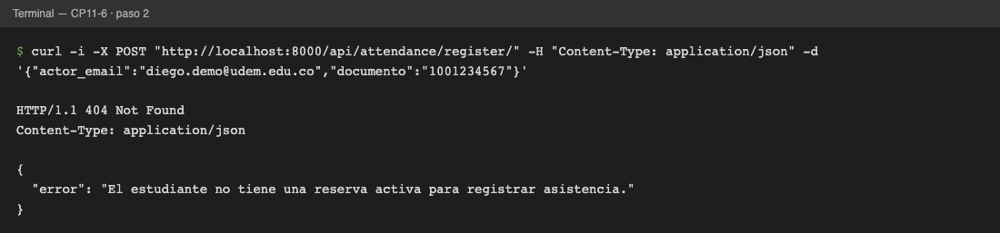 Terminal — CP11-6 · paso 2
$ curl -i -X POST "http://localhost:8000/api/attendance/register/" -H "Content-Type: application/json" -d
'{"actor_email":"diego.demo@udem.edu.co","documento":"1001234567"}'
HTTP/1.1 404 Not Found
Content-Type: application/json
{
  "error": "El estudiante no tiene una reserva activa para registrar asistencia."
}